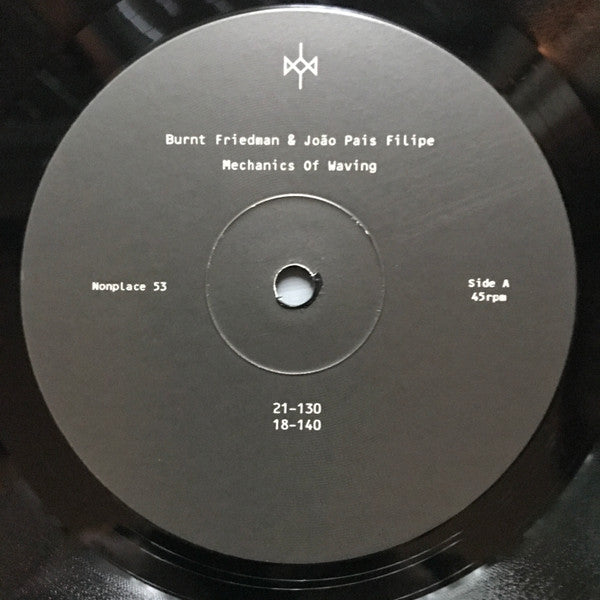 Burnt Friedman & João Pais Filipe
Mechanics Of Waving
Nonplace 53
Side A
45rpm
21-130
18-140